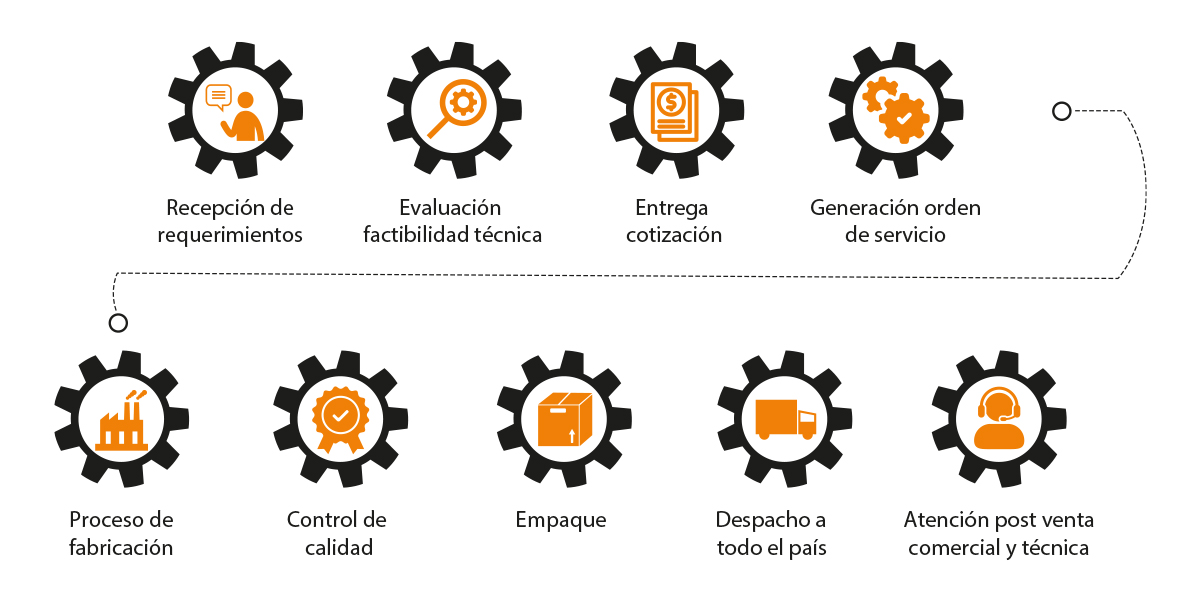 Recepción de
requerimientos
Evaluación
factibilidad técnica
Entrega
cotización
Generación orden
de servicio
Proceso de
fabricación
Control de
calidad
Empaque
Despacho a
todo el país
Atención post venta
comercial y técnica